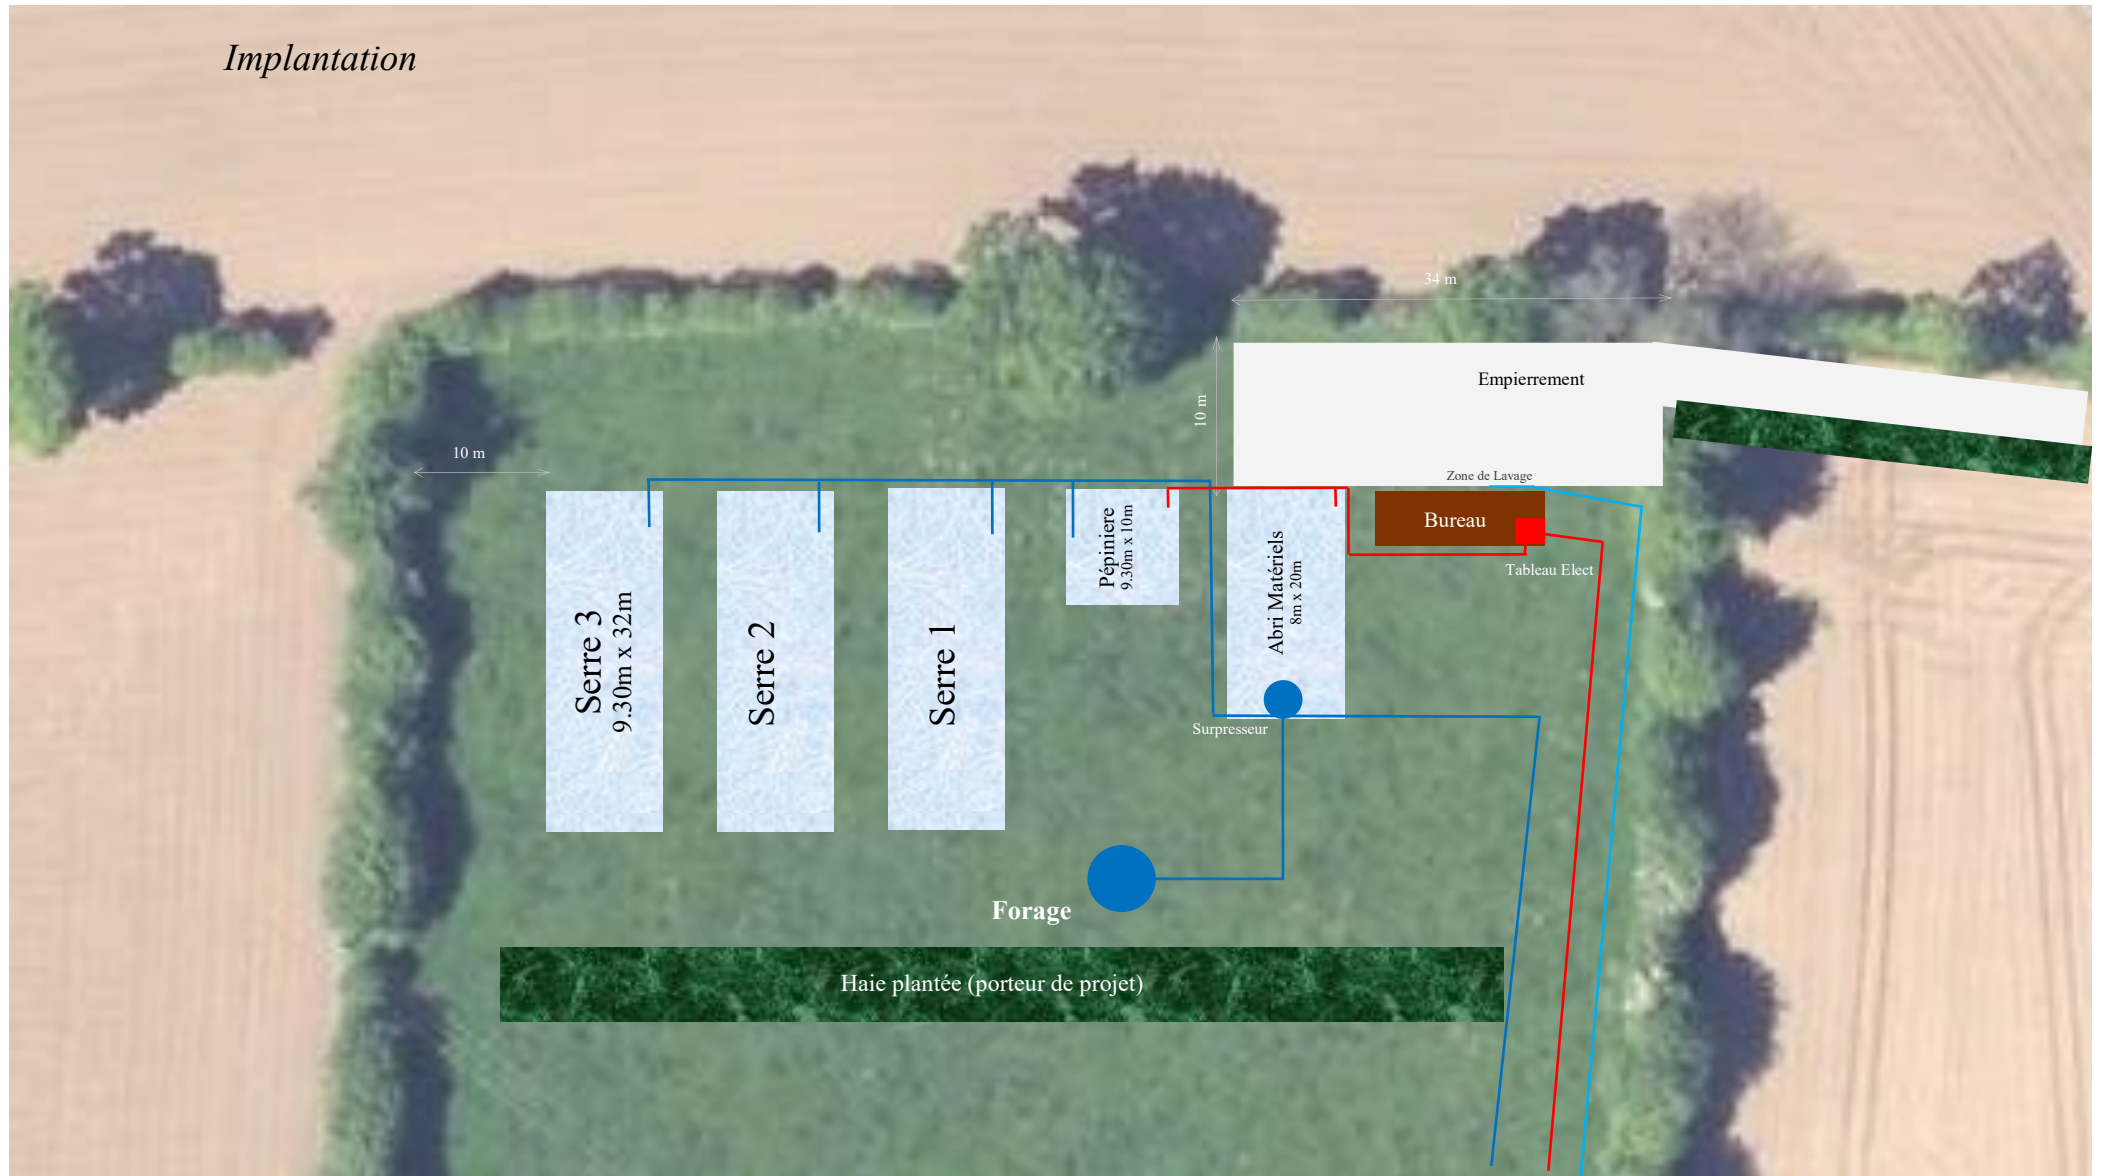 Implantation
34 m
10 m
10 m
Empierrement
Zone de Lavage
Bureau
Tableau Elect
Pépiniere
9.30m x 10m
Abri Matériels
8m x 20m
Serre 3
9.30m x 32m
Serre 2
Serre 1
Surpresseur
Forage
Haie plantée (porteur de projet)